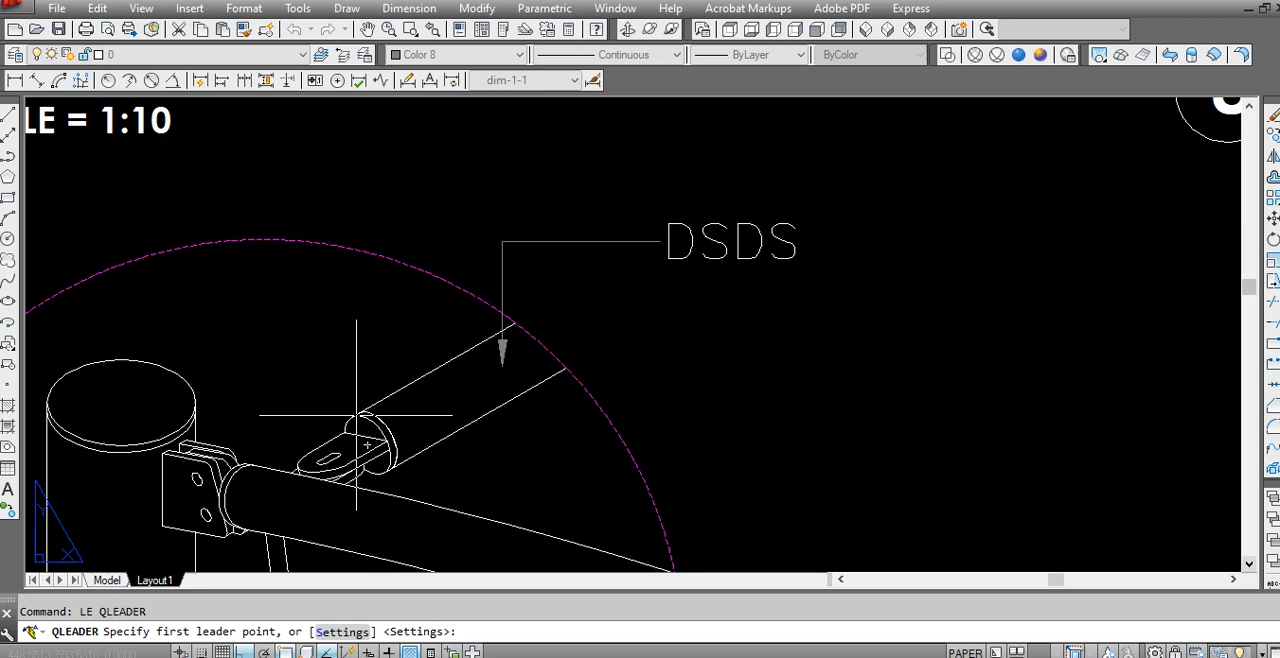 File Edit View Insert Format Tools Draw Dimension Modify Parametric Window Help Acrobat Markups Adobe PDF Express
0 Color 8 Continuous ByLayer ByColor
dim-1-1
LE = 1:10
DSDS
Y
X
Model Layout1
Command: LE QLEADER
QLEADER Specify first leader point, or [Settings] <Settings>:
PAPER